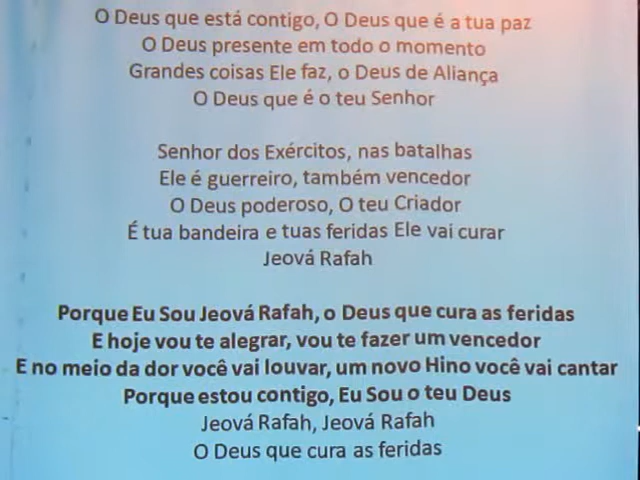 O Deus que está contigo, O Deus que é a tua paz
O Deus presente em todo o momento
Grandes coisas Ele faz, o Deus de Aliança
O Deus que é o teu Senhor
Senhor dos Exércitos, nas batalhas
Ele é guerreiro, também vencedor
O Deus poderoso, O teu Criador
É tua bandeira e tuas feridas Ele vai curar
Jeová Rafah
Porque Eu Sou Jeová Rafah, o Deus que cura as feridas
E hoje vou te alegrar, vou te fazer um vencedor
E no meio da dor você vai louvar, um novo Hino você vai cantar
Porque estou contigo, Eu Sou o teu Deus
Jeová Rafah, Jeová Rafah
O Deus que cura as feridas